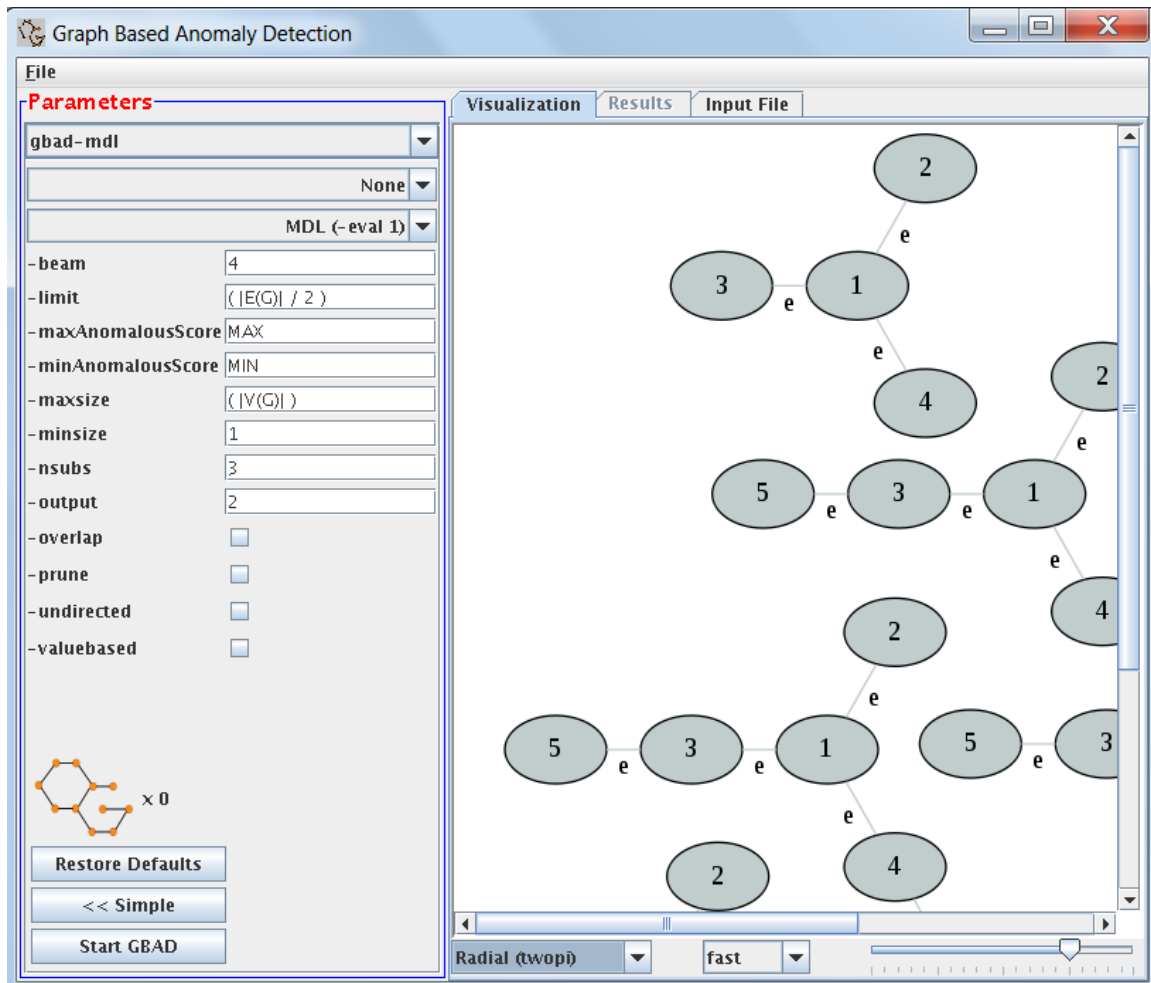 Graph Based Anomaly Detection
File
Parameters
gbad-mdl
None
MDL (-eval 1)
-beam 4
-limit ( |E(G)| / 2 )
-maxAnomalousScore MAX
-minAnomalousScore MIN
-maxsize ( |V(G)| )
-minsize 1
-nsubs 3
-output 2
-overlap
-prune
-undirected
-valuebased
x 0
Restore Defaults
<< Simple
Start GBAD
Visualization Results Input File
2
e
3 e 1
e
4
2
e
5 e 3 e 1
e
4
2
e
5 e 3 e 1
5 e 3
e
4
2
Radial (twopi) fast